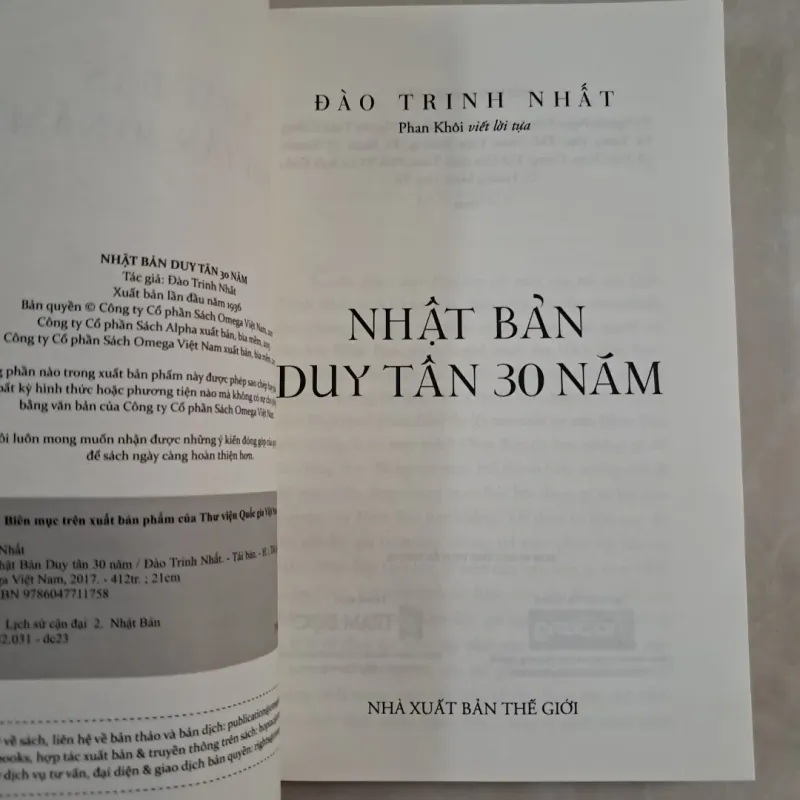 NHẬT BẢN DUY TÂN 30 NĂM
Tác giả: Đào Trinh Nhất
Xuất bản lần đầu năm 1936
Bản quyền © Công ty Cổ phần Sách Omega Việt Nam,
Công ty Cổ phần Sách Alpha xuất bản, bìa mềm,
Công ty Cổ phần Sách Omega Việt Nam xuất bản, bìa mềm,
phần nào trong xuất bản phẩm này được phép sao chép
bất kỳ hình thức hoặc phương tiện nào mà không có sự
bằng văn bản của Công ty Cổ phần Sách Omega Việt Nam
luôn mong muốn nhận được những ý kiến đóng góp của
để sách ngày càng hoàn thiện hơn.
Biên mục trên xuất bản phẩm của Thư viện Quốc gia Việt
Nhất
Bản Duy tân 30 năm / Đào Trinh Nhất. - Tái bản. - H. :
Việt Nam, 2017. - 412tr. ; 21cm
9786047711758
Lịch sử cận đại 2. Nhật Bản
2.031 - dc23
về sách, liên hệ về bản thảo và bản dịch:
hợp tác xuất bản & truyền thông trên sách:
dịch vụ tư vấn, đại diện & giao dịch bản quyền:
ĐÀO TRINH NHẤT
Phan Khôi viết lời tựa
NHẬT BẢN
DUY TÂN 30 NĂM
NHÀ XUẤT BẢN THẾ GIỚI